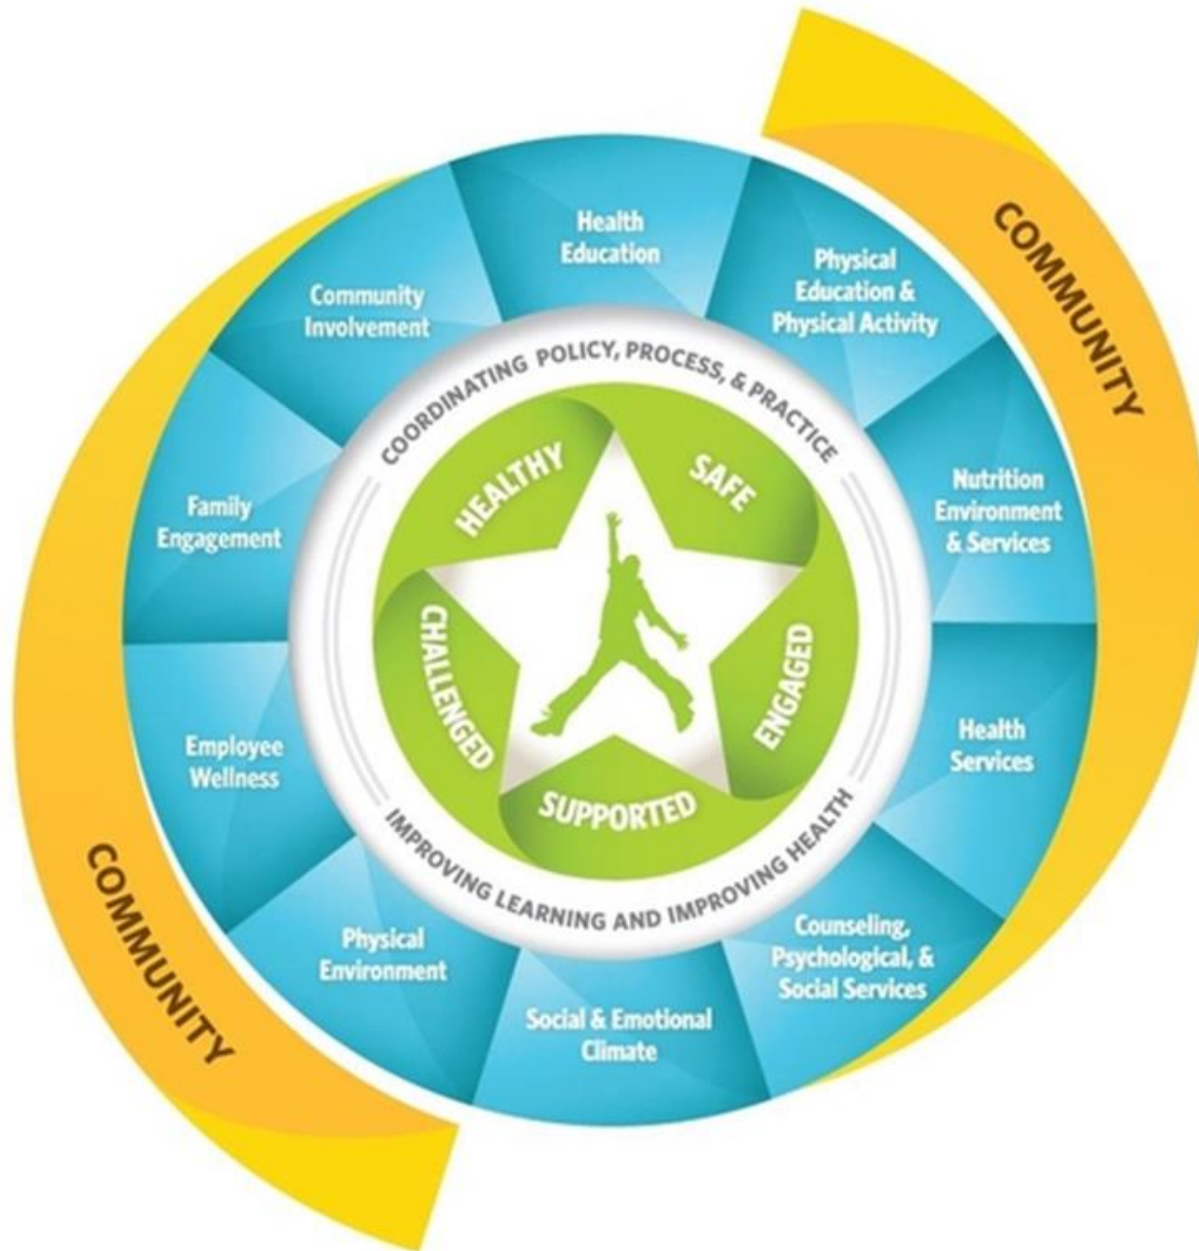 COMMUNITY
Health
Education
Physical
Education &
Physical Activity
Nutrition
Environment
& Services
Health
Services
Counseling,
Psychological, &
Social Services
Social & Emotional
Climate
Physical
Environment
Employee
Wellness
Family
Engagement
Community
Involvement
COORDINATING POLICY, PROCESS, & PRACTICE
IMPROVING LEARNING AND IMPROVING HEALTH
HEALTHY
SAFE
ENGAGED
SUPPORTED
CHALLENGED
COMMUNITY